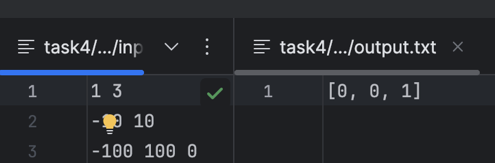 task4/.../inp
task4/.../output.txt
1 1 3
2 10
3 -100 100 0
1 [0, 0, 1]